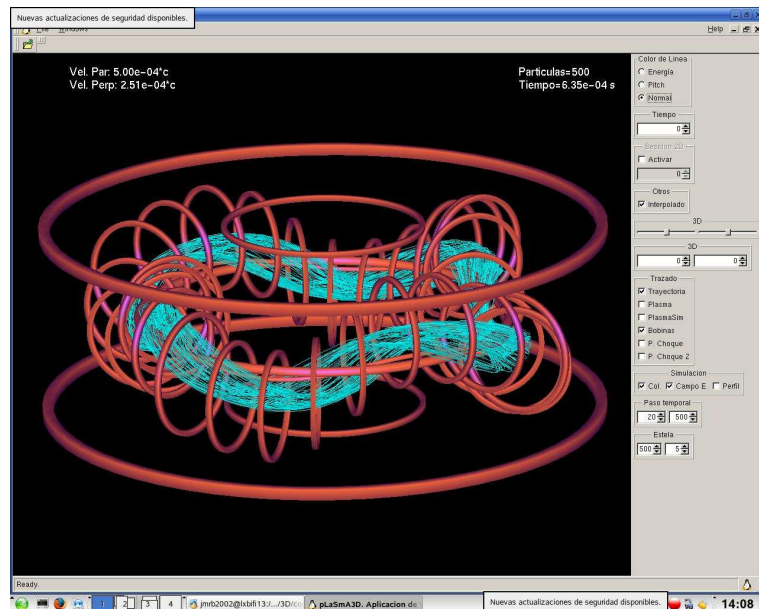 Nuevas actualizaciones de seguridad disponibles.
File Windows Help
Vel. Par: 5.00e-04*c
Vel. Perp: 2.51e-04*c
Particulas=500
Tiempo=6.35e-04 s
Color de Linea
Energía
Pitch
Normal
Tiempo
0
Seccion 2D
Activar
0
Otros
Interpolado
3D
3D
0 0
Trazado
Trayectoria
Plasma
PlasmaSim
Bobinas
P. Choque
P. Choque 2
Simulacion
Col. Campo E. Perfil
Paso temporal
20 500
Estela
500 5
Ready.
1 2 3 4 jmrb2002@lxbifi13:/.../3D/co pLaSmA3D. Aplicacion de
Nuevas actualizaciones de seguridad disponibles.
14:08